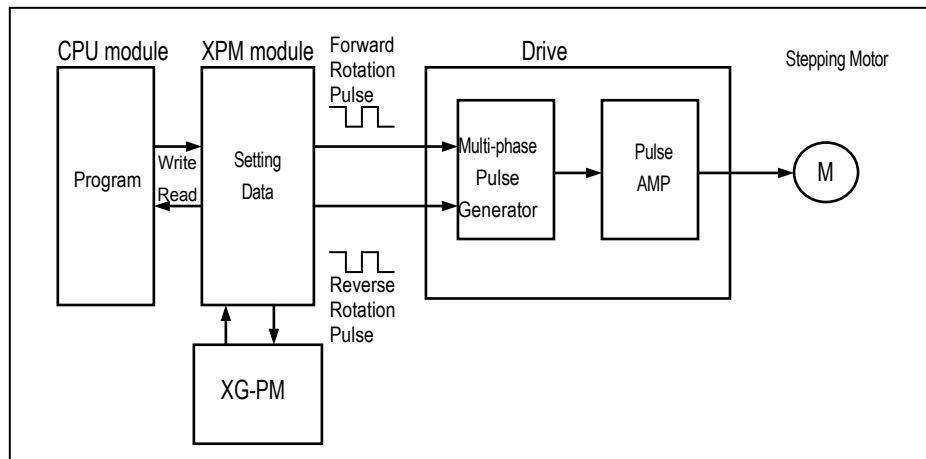 CPU module
XPM module
Forward
Rotation
Pulse
Drive
Stepping Motor
Program
Write
Read
Setting
Data
Multi-phase
Pulse
Generator
Pulse
AMP
M
Reverse
Rotation
Pulse
XG-PM